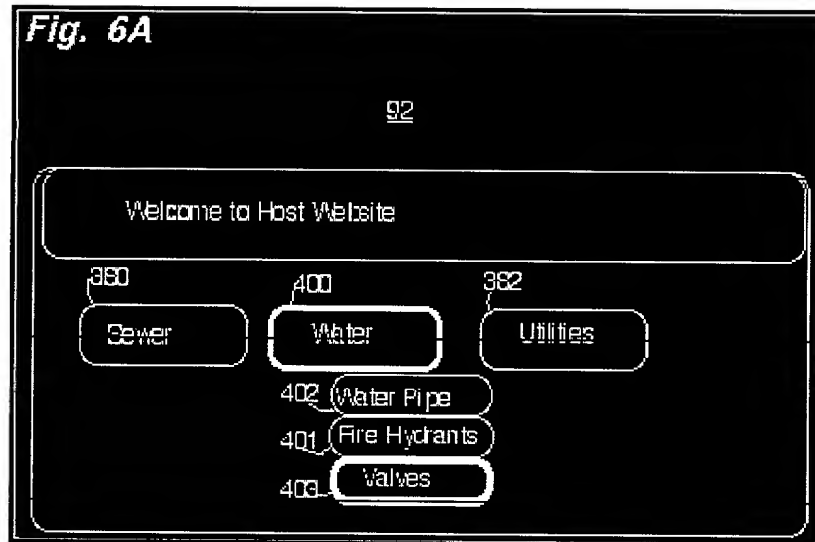 Fig. 6A
92
Welcome to Host Website
380 400 382
Sewer Water Utilities
402 Water Pipe
401 Fire Hydrants
403 Valves